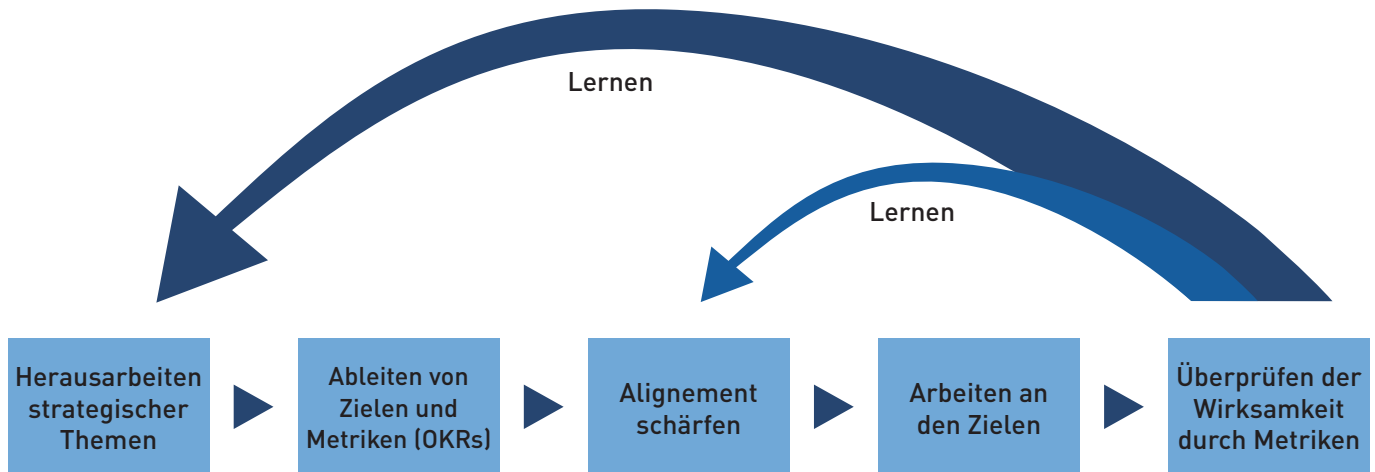 Lernen
Lernen
Herausarbeiten
strategischer
Themen
Ableiten von
Zielen und
Metriken (OKRs)
Alignement
schärfen
Arbeiten an
den Zielen
Überprüfen der
Wirksamkeit
durch Metriken